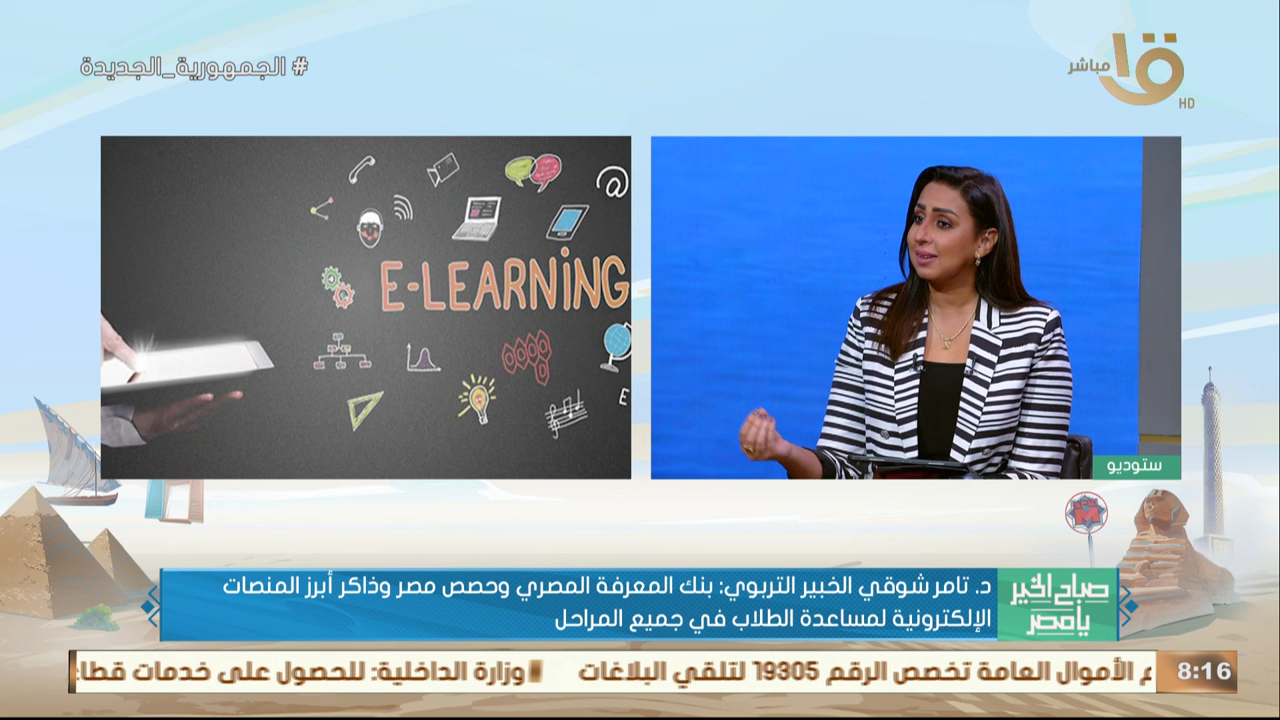 #الجمهورية_الجديدة
مباشر
HD
E-LEARNING
ستوديو
صباح الخير
يا مصر
د. تامر شوقي الخبير التربوي: بنك المعرفة المصري وحصص مصر وذاكر أبرز المنصات
الإلكترونية لمساعدة الطلاب في جميع المراحل
8:16
م الأموال العامة تخصص الرقم 19305 لتلقي البلاغات وزارة الداخلية: للحصول على خدمات قطا